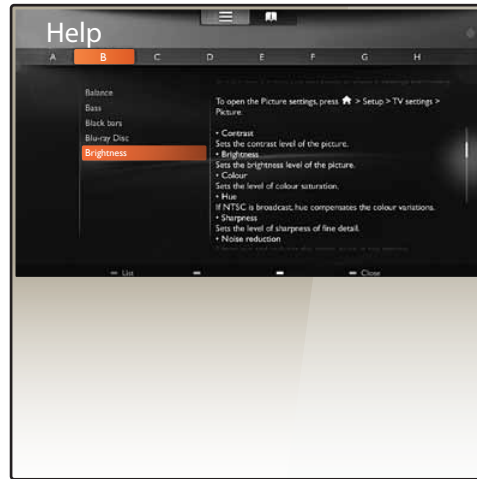 Help
A B C D E F G H
Balance
Bass
Black bars
Blu-ray Disc
Brightness
To open the Picture settings, press > Setup > TV settings >
Picture.
• Contrast
Sets the contrast level of the picture.
• Brightness
Sets the brightness level of the picture.
• Colour
Sets the level of colour saturation.
• Hue
If NTSC is broadcast, hue compensates the colour variations.
• Sharpness
Sets the level of sharpness of fine detail.
• Noise reduction
List
Close